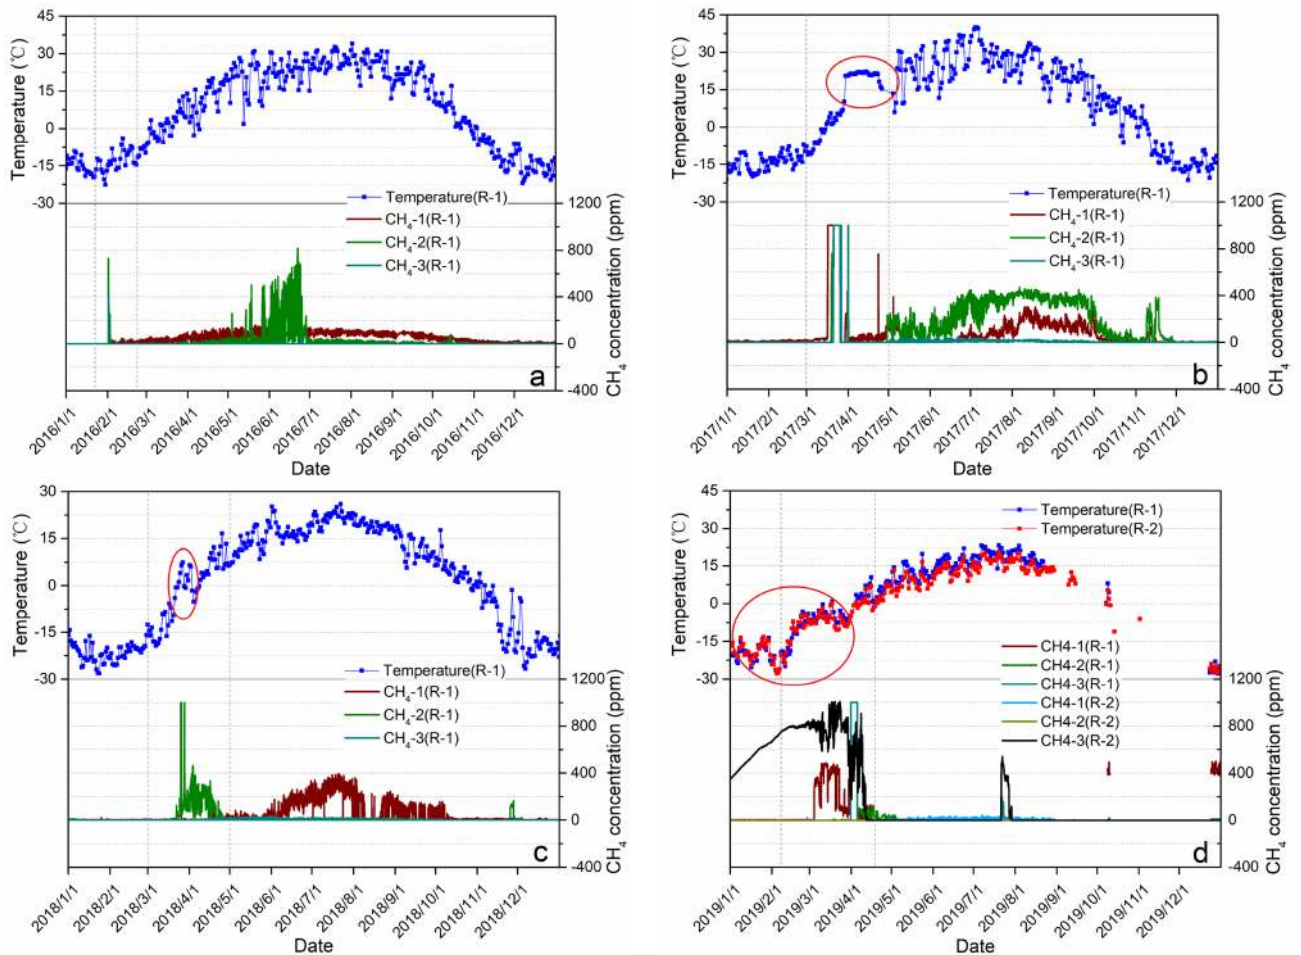 45
30
15
0
-15
-30
Temperature (℃)
Temperature(R-1)
CH4-1(R-1)
CH4-2(R-1)
CH4-3(R-1)
1200
800
400
0
-400
CH4 concentration (ppm)
a
2016/1/1
2016/2/1
2016/3/1
2016/4/1
2016/5/1
2016/6/1
2016/7/1
2016/8/1
2016/9/1
2016/10/1
2016/11/1
2016/12/1
Date
45
30
15
0
-15
-30
Temperature (℃)
Temperature(R-1)
CH4-1(R-1)
CH4-2(R-1)
CH4-3(R-1)
1200
800
400
0
-400
CH4 concentration (ppm)
b
2017/1/1
2017/2/1
2017/3/1
2017/4/1
2017/5/1
2017/6/1
2017/7/1
2017/8/1
2017/9/1
2017/10/1
2017/11/1
2017/12/1
Date
30
15
0
-15
-30
Temperature (℃)
Temperature(R-1)
CH4-1(R-1)
CH4-2(R-1)
CH4-3(R-1)
1200
800
400
0
-400
CH4 concentration (ppm)
c
2018/1/1
2018/2/1
2018/3/1
2018/4/1
2018/5/1
2018/6/1
2018/7/1
2018/8/1
2018/9/1
2018/10/1
2018/11/1
2018/12/1
Date
45
30
15
0
-15
-30
Temperature (℃)
Temperature(R-1)
Temperature(R-2)
CH4-1(R-1)
CH4-2(R-1)
CH4-3(R-1)
CH4-1(R-2)
CH4-2(R-2)
CH4-3(R-2)
1200
800
400
0
-400
CH4 concentration (ppm)
d
2019/1/1
2019/2/1
2019/3/1
2019/4/1
2019/5/1
2019/6/1
2019/7/1
2019/8/1
2019/9/1
2019/10/1
2019/11/1
2019/12/1
Date